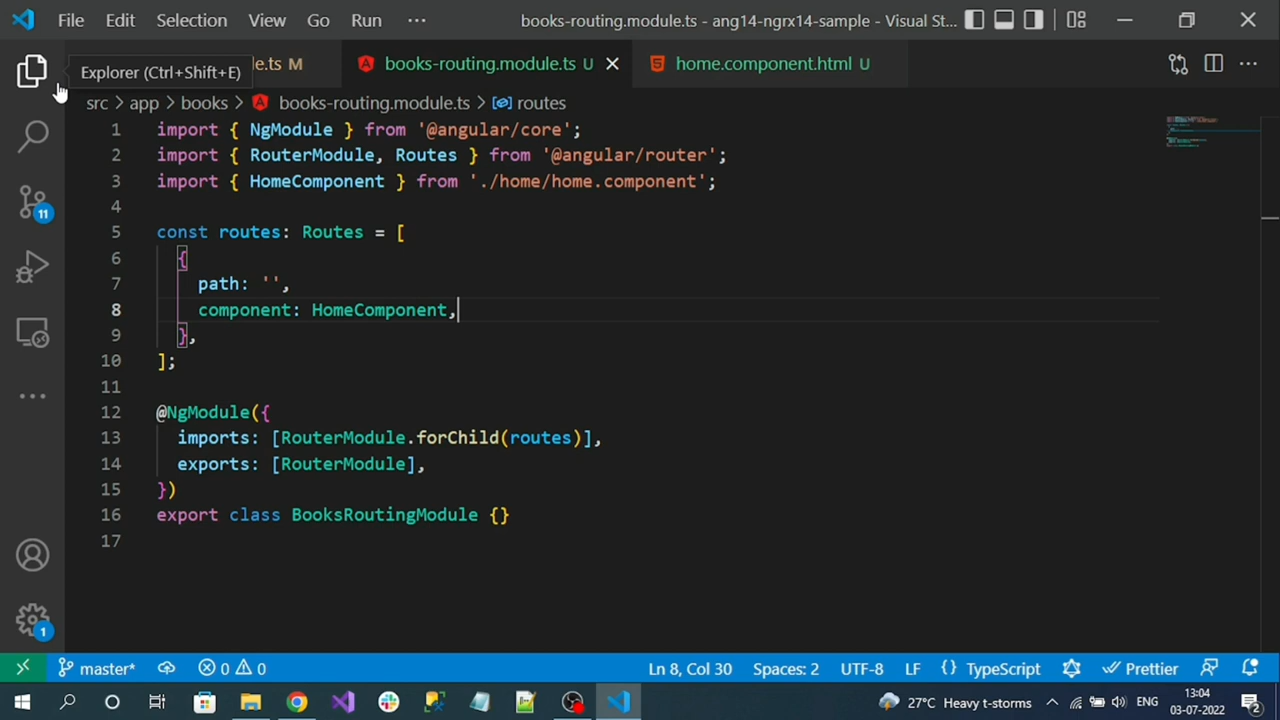 File Edit Selection View Go Run ··· books-routing.module.ts - ang14-ngrx14-sample - Visual St...
Explorer (Ctrl+Shift+E) le.ts M books-routing.module.ts U home.component.html U
src > app > books > books-routing.module.ts > routes
1 import { NgModule } from '@angular/core';
2 import { RouterModule, Routes } from '@angular/router';
3 import { HomeComponent } from './home/home.component';
4
5 const routes: Routes = [
6 {
7 path: '',
8 component: HomeComponent,
9 },
10 ];
11
12 @NgModule({
13 imports: [RouterModule.forChild(routes)],
14 exports: [RouterModule],
15 })
16 export class BooksRoutingModule {}
17
11
1
master* 0 0 Ln 8, Col 30 Spaces: 2 UTF-8 LF {} TypeScript Prettier
27°C Heavy t-storms ENG 13:04
03-07-2022 2